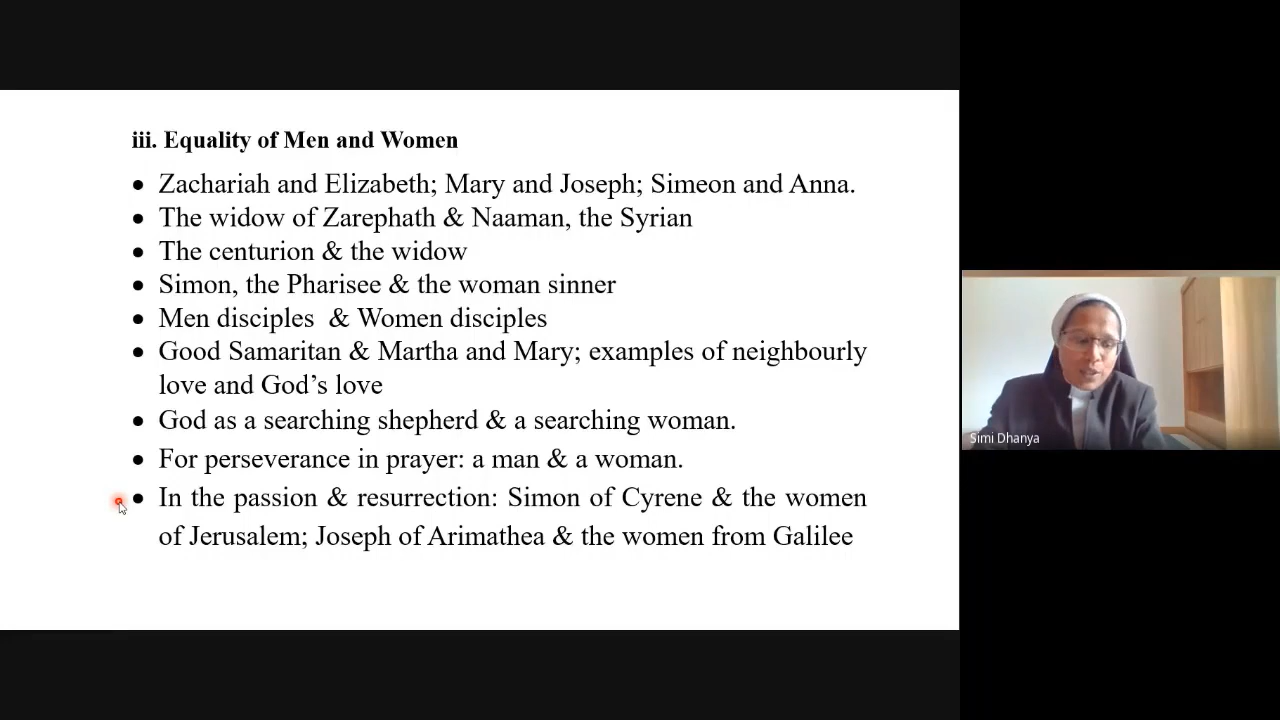 iii. Equality of Men and Women
• Zachariah and Elizabeth; Mary and Joseph; Simeon and Anna.
• The widow of Zarephath & Naaman, the Syrian
• The centurion & the widow
• Simon, the Pharisee & the woman sinner
• Men disciples & Women disciples
• Good Samaritan & Martha and Mary; examples of neighbourly
love and God’s love
• God as a searching shepherd & a searching woman.
• For perseverance in prayer: a man & a woman.
• In the passion & resurrection: Simon of Cyrene & the women
of Jerusalem; Joseph of Arimathea & the women from Galilee
Simi Dhanya